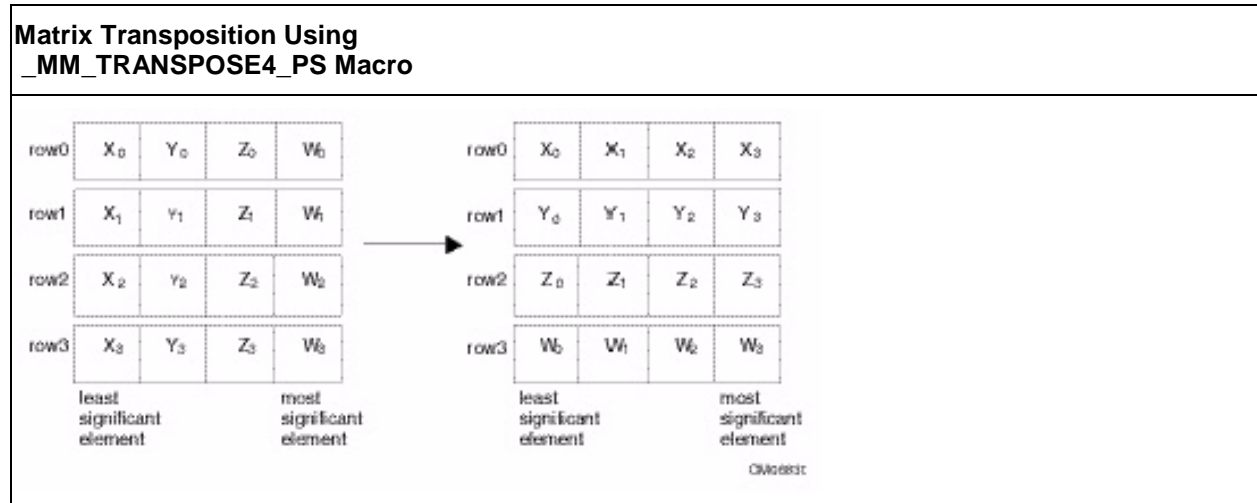 Matrix Transposition Using
_MM_TRANSPOSE4_PS Macro
row0 X₀ Y₀ Z₀ W₀ row0 X₀ X₁ X₂ X₃
row1 X₁ Y₁ Z₁ W₁ row1 Y₀ Y₁ Y₂ Y₃
row2 X₂ Y₂ Z₂ W₂ row2 Z₀ Z₁ Z₂ Z₃
row3 X₃ Y₃ Z₃ W₃ row3 W₀ W₁ W₂ W₃
least most least most
significant significant significant significant
element element element element